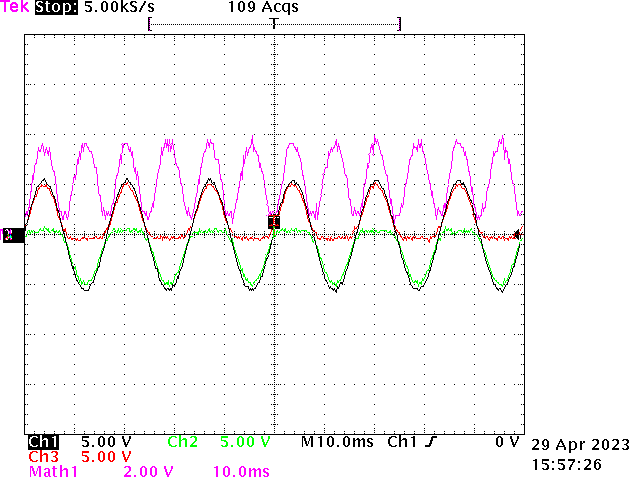 Tek Stop: 5.00kS/s 109 Acqs
T
T
Ch1 5.00 V Ch2 5.00 V M 10.0ms Ch1 0 V
Ch3 5.00 V
Math1 2.00 V 10.0ms
29 Apr 2023
15:57:26